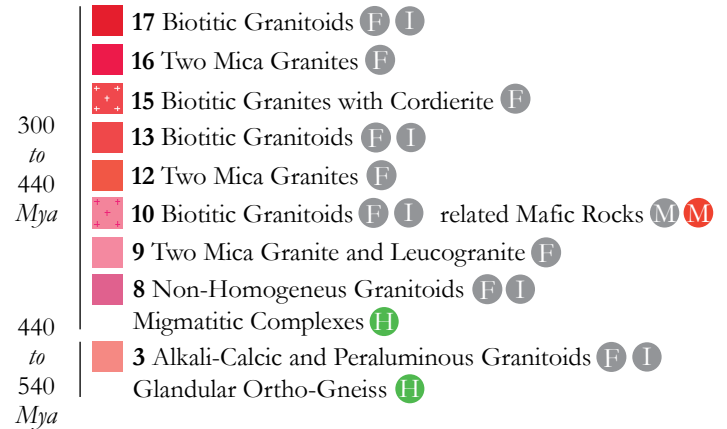 17 Biotitic Granitoids F I
16 Two Mica Granites F
15 Biotitic Granites with Cordierite F
300
to
440
Mya
13 Biotitic Granitoids F I
12 Two Mica Granites F
10 Biotitic Granitoids F I related Mafic Rocks M M
9 Two Mica Granite and Leucogranite F
8 Non-Homogeneus Granitoids F I
Migmatitic Complexes H
440
to
540
Mya
3 Alkali-Calcic and Peraluminous Granitoids F I
Glandular Ortho-Gneiss H